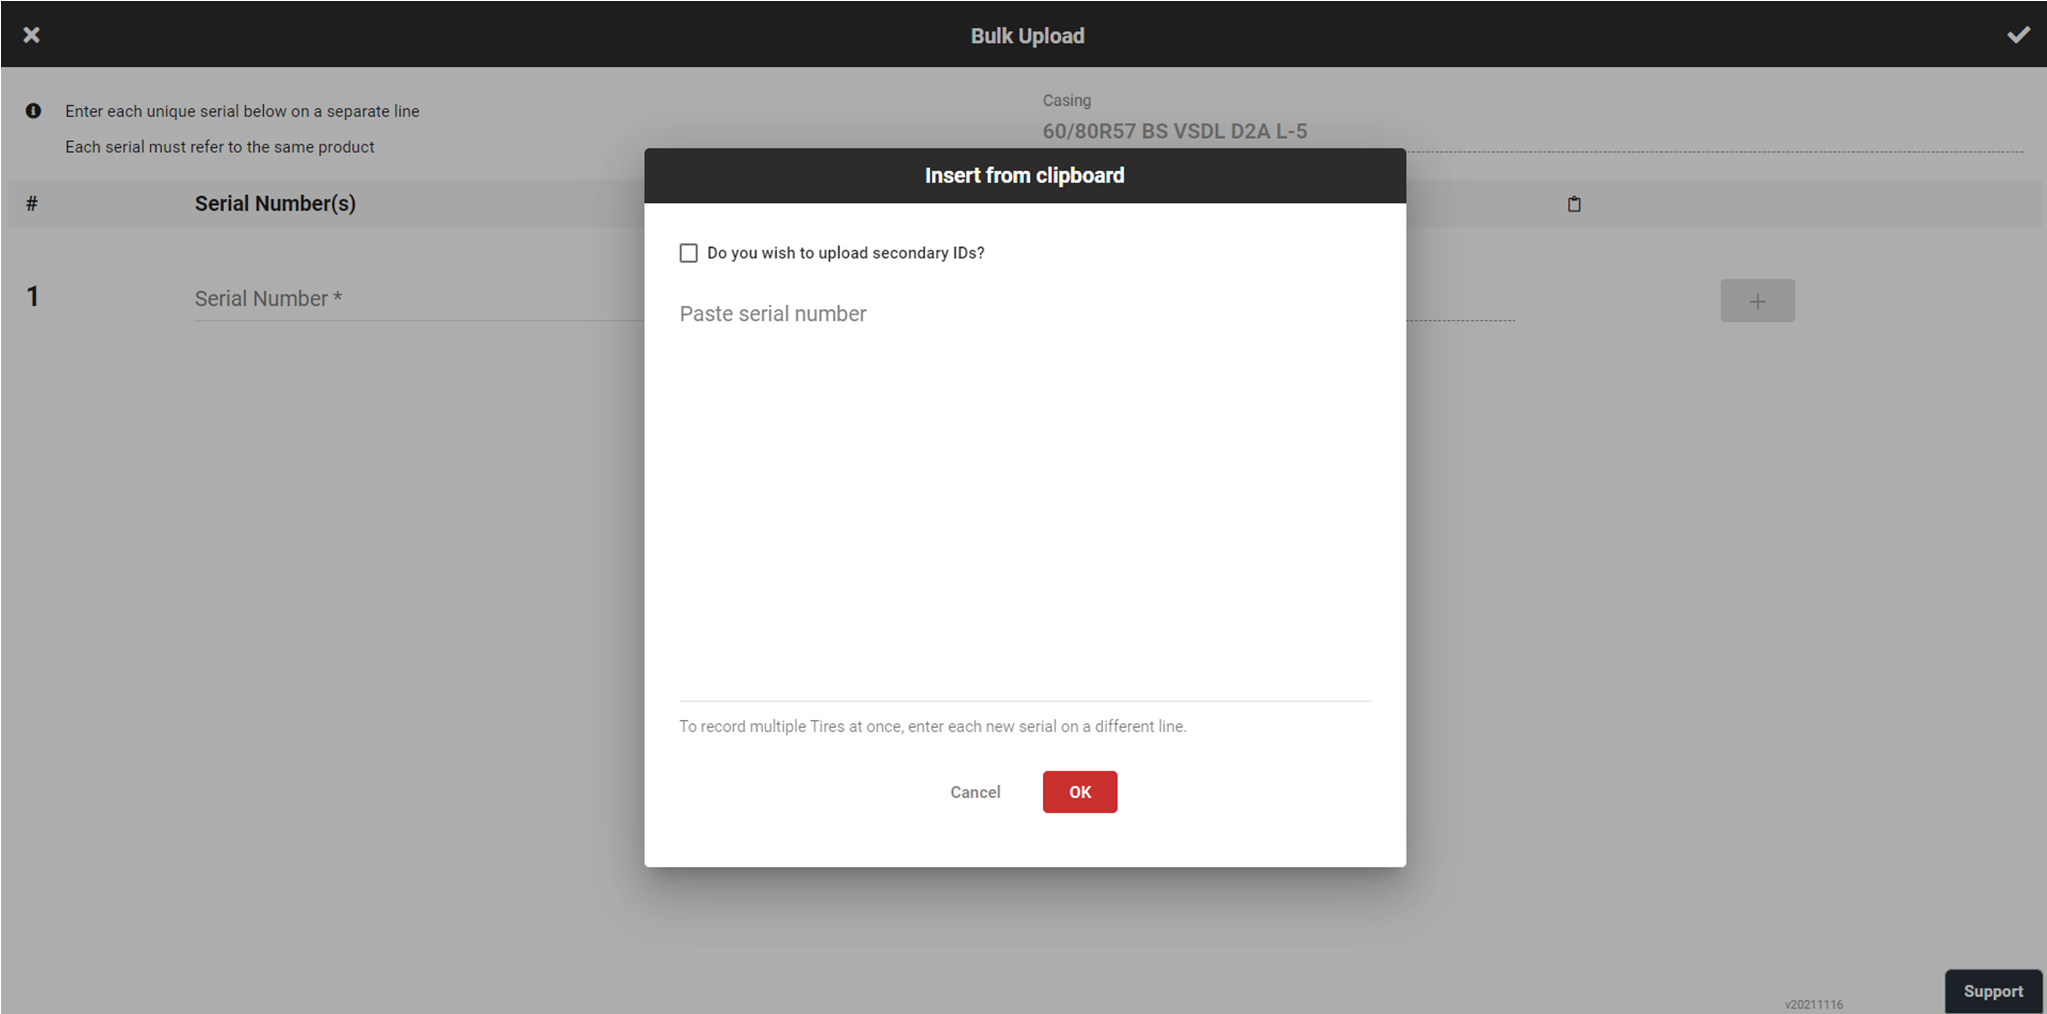 Bulk Upload
Enter each unique serial below on a separate line
Each serial must refer to the same product
Casing
60/80R57 BS VSDL D2A L-5
# Serial Number(s)
1 Serial Number *
Insert from clipboard
Do you wish to upload secondary IDs?
Paste serial number
To record multiple Tires at once, enter each new serial on a different line.
Cancel OK
v20211116
Support